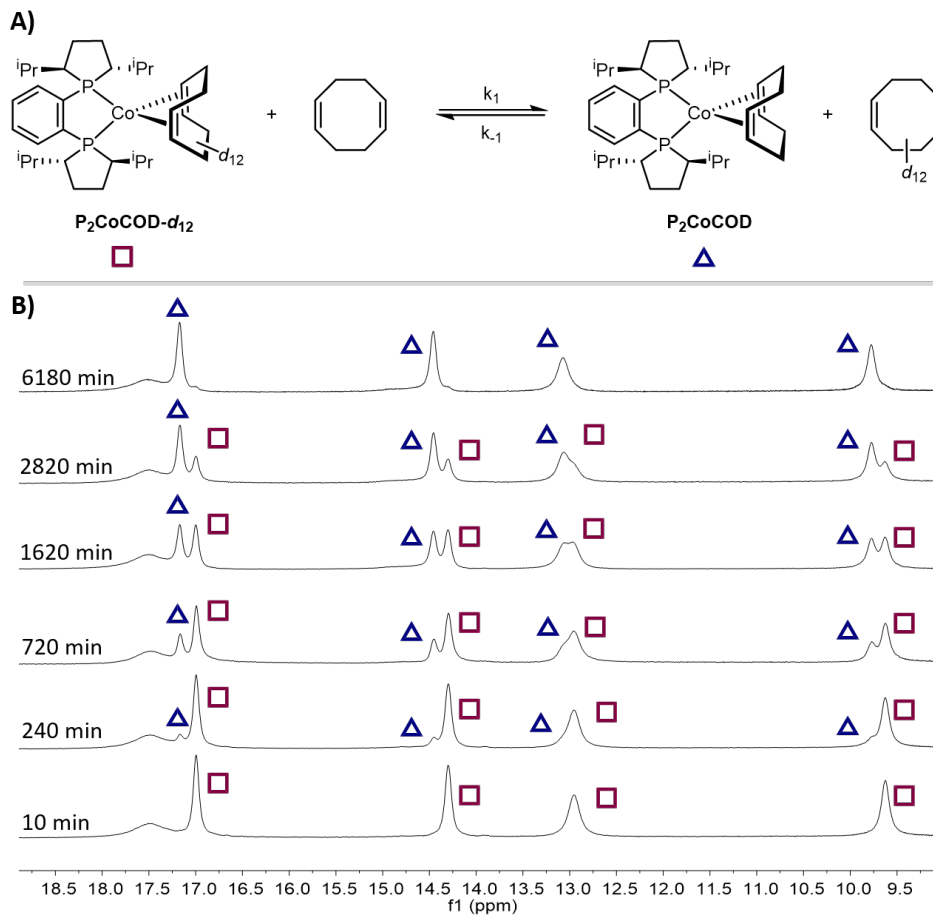 A)
iPr iPr
P
Co
P
iPr iPr
d12
+
k1
k-1
iPr iPr
P
Co
P
iPr iPr
+
d12
P2CoCOD-d12
P2CoCOD
B)
6180 min
2820 min
1620 min
720 min
240 min
10 min
18.5 18.0 17.5 17.0 16.5 16.0 15.5 15.0 14.5 14.0 13.5 13.0 12.5 12.0 11.5 11.0 10.5 10.0 9.5
f1 (ppm)